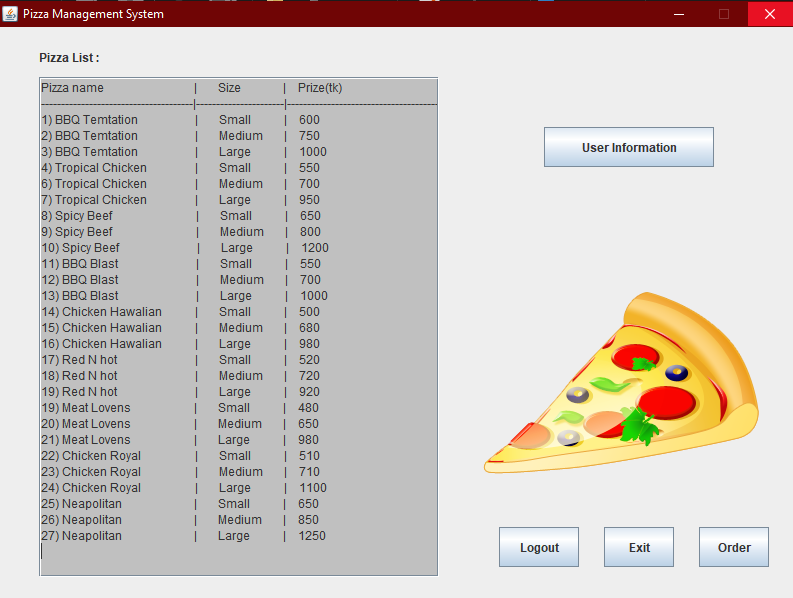 Pizza Management System
Pizza List :
Pizza name | Size | Prize(tk)
--------------------------------------|----------------------|--------------------------------------
1) BBQ Temtation | Small | 600
2) BBQ Temtation | Medium | 750
3) BBQ Temtation | Large | 1000
4) Tropical Chicken | Small | 550
6) Tropical Chicken | Medium | 700
7) Tropical Chicken | Large | 950
8) Spicy Beef | Small | 650
9) Spicy Beef | Medium | 800
10) Spicy Beef | Large | 1200
11) BBQ Blast | Small | 550
12) BBQ Blast | Medium | 700
13) BBQ Blast | Large | 1000
14) Chicken Hawalian | Small | 500
15) Chicken Hawalian | Medium | 680
16) Chicken Hawalian | Large | 980
17) Red N hot | Small | 520
18) Red N hot | Medium | 720
19) Red N hot | Large | 920
19) Meat Lovens | Small | 480
20) Meat Lovens | Medium | 650
21) Meat Lovens | Large | 980
22) Chicken Royal | Small | 510
23) Chicken Royal | Medium | 710
24) Chicken Royal | Large | 1100
25) Neapolitan | Small | 650
26) Neapolitan | Medium | 850
27) Neapolitan | Large | 1250
User Information
Logout
Exit
Order